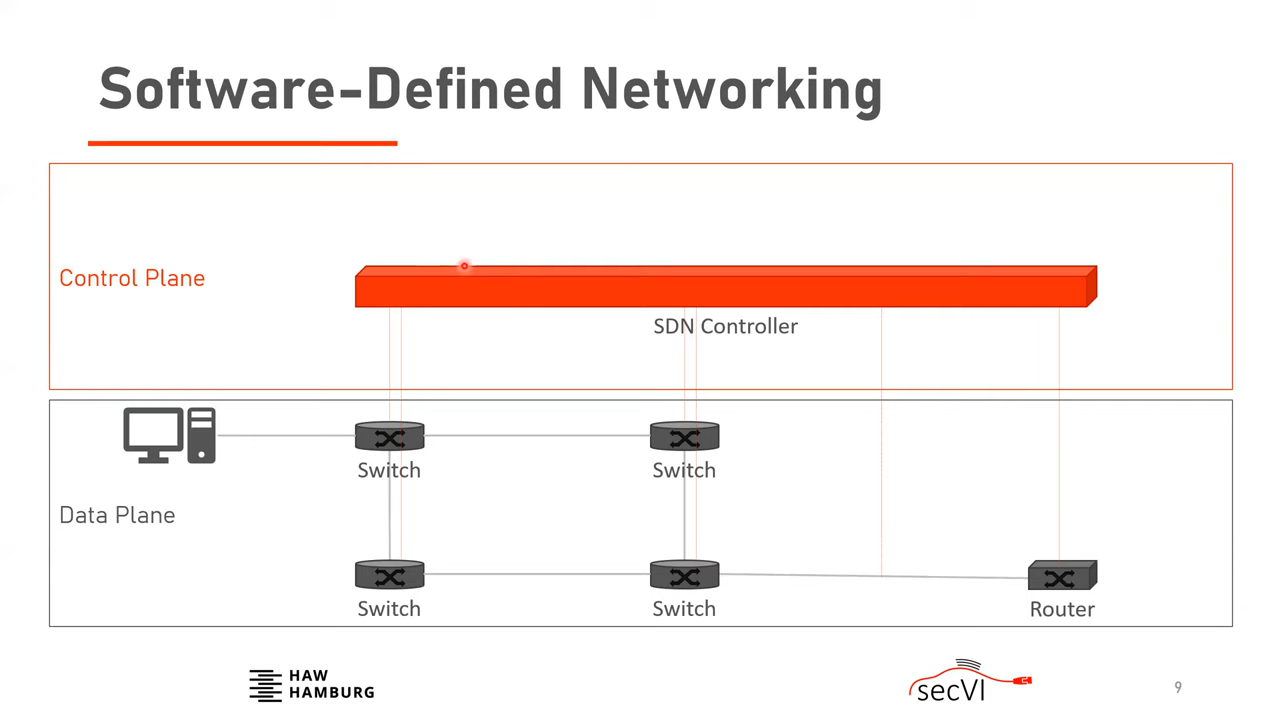 Software-Defined Networking
Control Plane
SDN Controller
Switch
Switch
Data Plane
Switch
Switch
Router
HAW
HAMBURG
secVI
9